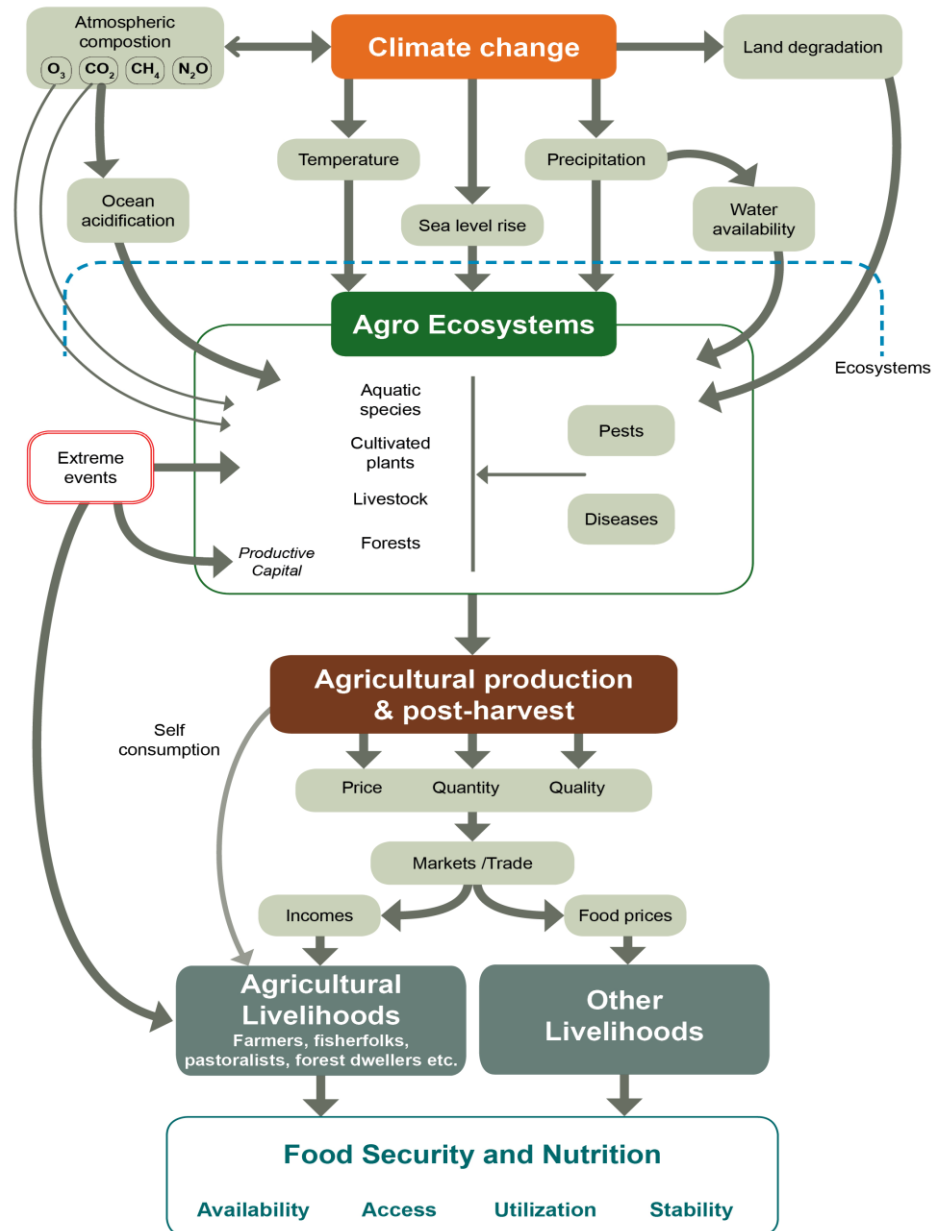 Atmospheric
compostion
O₃ CO₂ CH₄ N₂O
Climate change
Land degradation
Temperature
Precipitation
Ocean
acidification
Sea level rise
Water
availability
Agro Ecosystems
Ecosystems
Aquatic
species
Cultivated
plants
Livestock
Forests
Pests
Diseases
Extreme
events
Productive
Capital
Agricultural production
& post-harvest
Self
consumption
Price Quantity Quality
Markets /Trade
Incomes
Food prices
Agricultural
Livelihoods
Farmers, fisherfolks,
pastoralists, forest dwellers etc.
Other
Livelihoods
Food Security and Nutrition
Availability Access Utilization Stability